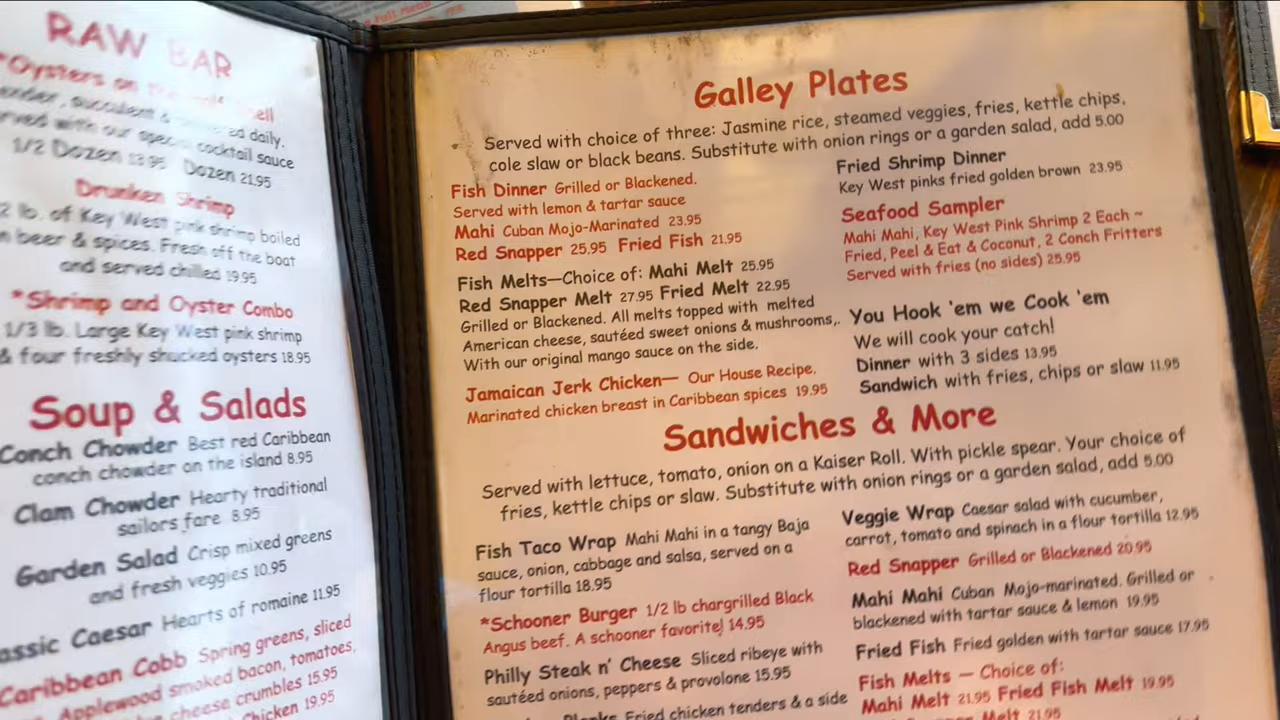 RAW BAR
*Oysters on the half shell
ender, succulent & ed daily.
rved with our special cocktail sauce
1/2 Dozen 13.95 Dozen 21.95
Drunken Shrimp
2 lb. of Key West pink shrimp boiled
n beer & spices. Fresh off the boat
and served chilled 19.95
*Shrimp and Oyster Combo
1/3 lb. Large Key West pink shrimp
& four freshly shucked oysters 18.95
Soup & Salads
Conch Chowder Best red Caribbean
conch chowder on the island 8.95
Clam Chowder Hearty traditional
sailors fare 8.95
Garden Salad Crisp mixed greens
and fresh veggies 10.95
assic Caesar Hearts of romaine 11.95
Caribbean Cobb Spring greens, sliced
Applewood smoked bacon, tomatoes,
cheese crumbles 15.95
Chicken 19.95
Galley Plates
Served with choice of three: Jasmine rice, steamed veggies, fries, kettle chips,
cole slaw or black beans. Substitute with onion rings or a garden salad, add 5.00
Fish Dinner Grilled or Blackened.
Served with lemon & tartar sauce
Mahi Cuban Mojo-Marinated 23.95
Red Snapper 25.95 Fried Fish 21.95
Fish Melts—Choice of: Mahi Melt 25.95
Red Snapper Melt 27.95 Fried Melt 22.95
Grilled or Blackened. All melts topped with melted
American cheese, sautéed sweet onions & mushrooms,.
With our original mango sauce on the side.
Jamaican Jerk Chicken— Our House Recipe.
Marinated chicken breast in Caribbean spices 19.95
Fried Shrimp Dinner
Key West pinks fried golden brown 23.95
Seafood Sampler
Mahi Mahi, Key West Pink Shrimp 2 Each ~
Fried, Peel & Eat & Coconut, 2 Conch Fritters
Served with fries (no sides) 25.95
You Hook 'em we Cook 'em
We will cook your catch!
Dinner with 3 sides 13.95
Sandwich with fries, chips or slaw 11.95
Sandwiches & More
Served with lettuce, tomato, onion on a Kaiser Roll. With pickle spear. Your choice of
fries, kettle chips or slaw. Substitute with onion rings or a garden salad, add 5.00
Fish Taco Wrap Mahi Mahi in a tangy Baja
sauce, onion, cabbage and salsa, served on a
flour tortilla 18.95
*Schooner Burger 1/2 lb chargrilled Black
Angus beef. A schooner favorite! 14.95
Philly Steak n' Cheese Sliced ribeye with
sautéed onions, peppers & provolone 15.95
Fried chicken tenders & a side
Veggie Wrap Caesar salad with cucumber,
carrot, tomato and spinach in a flour tortilla 12.95
Red Snapper Grilled or Blackened 20.95
Mahi Mahi Cuban Mojo-marinated. Grilled or
blackened with tartar sauce & lemon 19.95
Fried Fish Fried golden with tartar sauce 17.95
Fish Melts — Choice of:
Mahi Melt 21.95 Fried Fish Melt 19.95
Melt 21.95